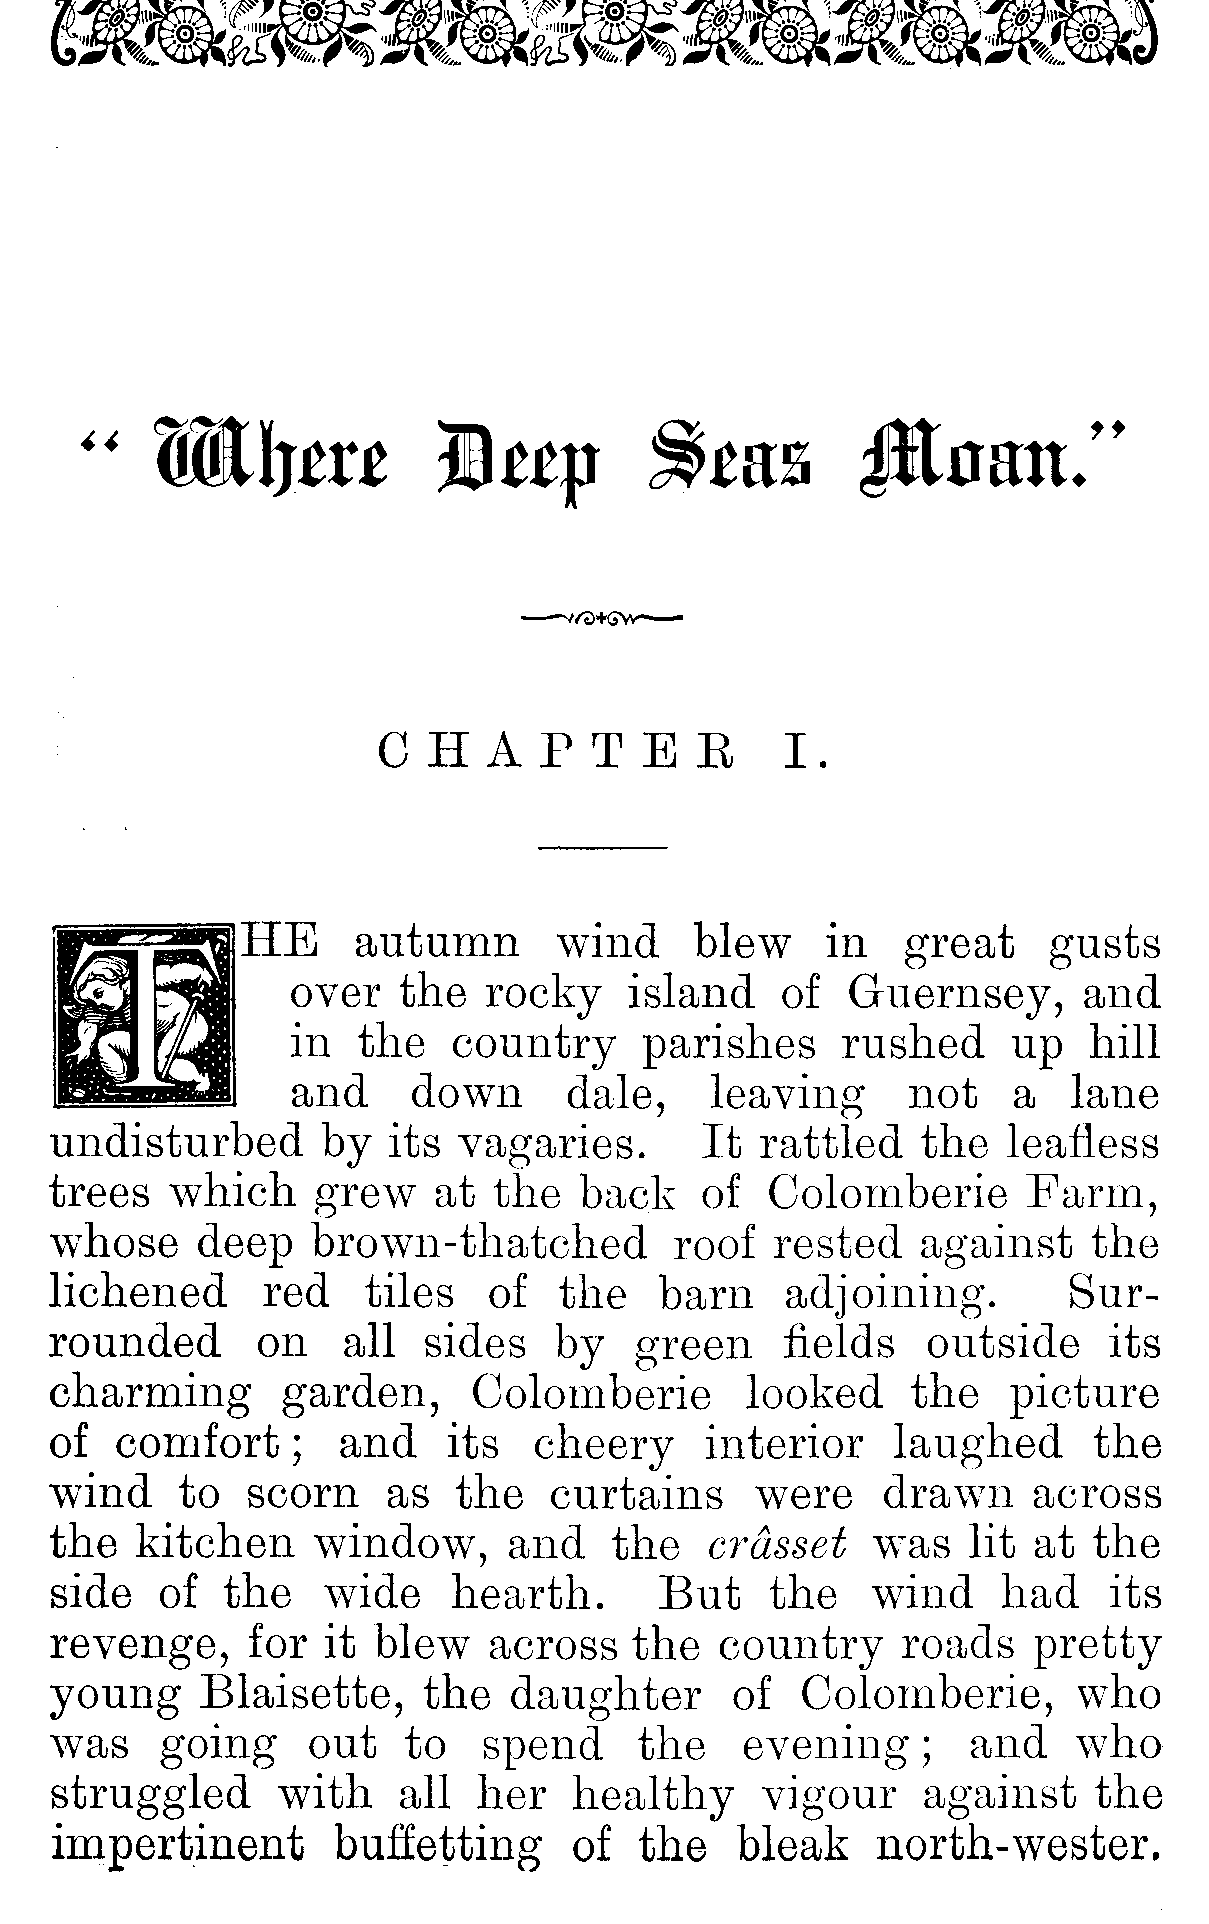 “ Where Deep Seas Moan.”
CHAPTER I.
THE autumn wind blew in great gusts
over the rocky island of Guernsey, and
in the country parishes rushed up hill
and down dale, leaving not a lane
undisturbed by its vagaries. It rattled the leafless
trees which grew at the back of Colomberie Farm,
whose deep brown-thatched roof rested against the
lichened red tiles of the barn adjoining. Sur-
rounded on all sides by green fields outside its
charming garden, Colomberie looked the picture
of comfort ; and its cheery interior laughed the
wind to scorn as the curtains were drawn across
the kitchen window, and the crâsset was lit at the
side of the wide hearth. But the wind had its
revenge, for it blew across the country roads pretty
young Blaisette, the daughter of Colomberie, who
was going out to spend the evening ; and who
struggled with all her healthy vigour against the
impertinent buffetting of the bleak north-wester.